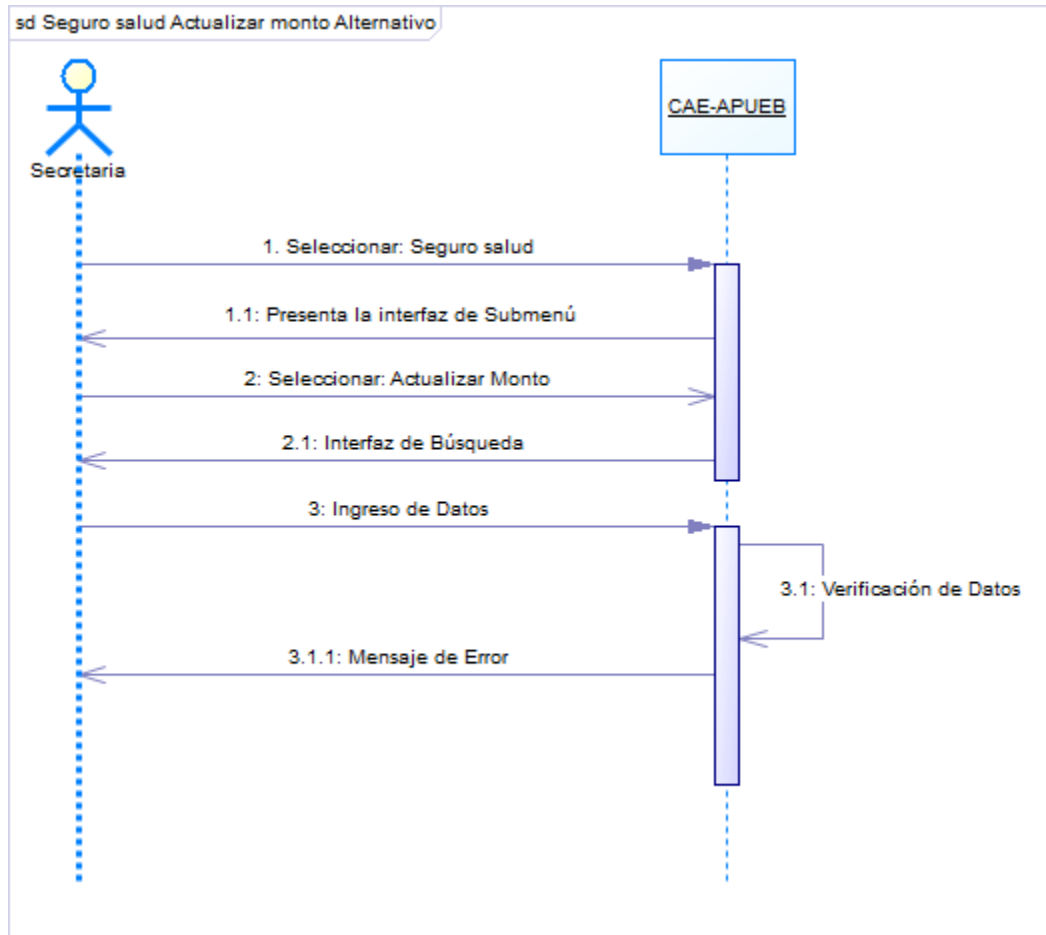 sd Seguro salud Actualizar monto Alternativo
Secretaria
CAE-APUEB
1. Seleccionar: Seguro salud
1.1: Presenta la interfaz de Submenú
2: Seleccionar: Actualizar Monto
2.1: Interfaz de Búsqueda
3: Ingreso de Datos
3.1: Verificación de Datos
3.1.1: Mensaje de Error